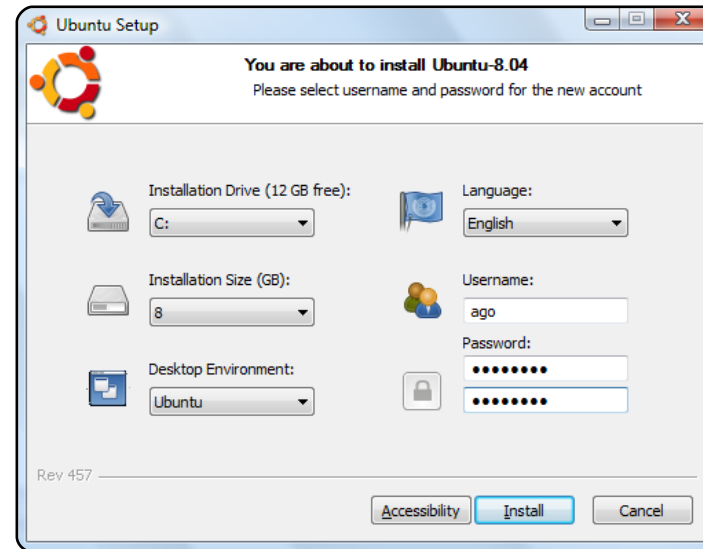 Ubuntu Setup
You are about to install Ubuntu-8.04
Please select username and password for the new account
Installation Drive (12 GB free):
C:
Language:
English
Installation Size (GB):
8
Username:
ago
Password:
●●●●●●●●
●●●●●●●●
Desktop Environment:
Ubuntu
Rev 457
Accessibility
Install
Cancel